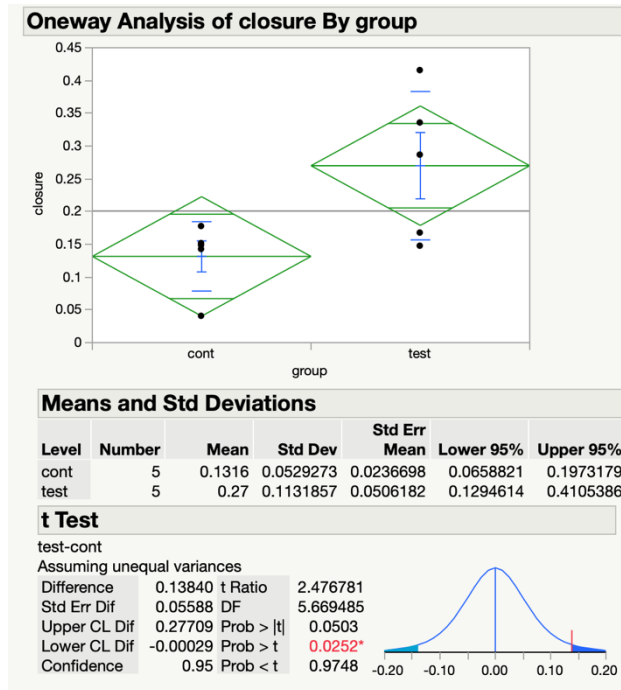 Oneway Analysis of closure By group
0.45
0.4
0.35
0.3
0.25
0.2
0.15
0.1
0.05
0
closure
cont test
group
Means and Std Deviations
Level Number Mean Std Dev Std Err Mean Lower 95% Upper 95%
cont 5 0.1316 0.0529273 0.0236698 0.0658821 0.1973179
test 5 0.27 0.1131857 0.0506182 0.1294614 0.4105386
t Test
test-cont
Assuming unequal variances
Difference 0.13840 t Ratio 2.476781
Std Err Dif 0.05588 DF 5.669485
Upper CL Dif 0.27709 Prob > |t| 0.0503
Lower CL Dif -0.00029 Prob > t 0.0252*
Confidence 0.95 Prob < t 0.9748
-0.20 -0.10 0.00 0.10 0.20